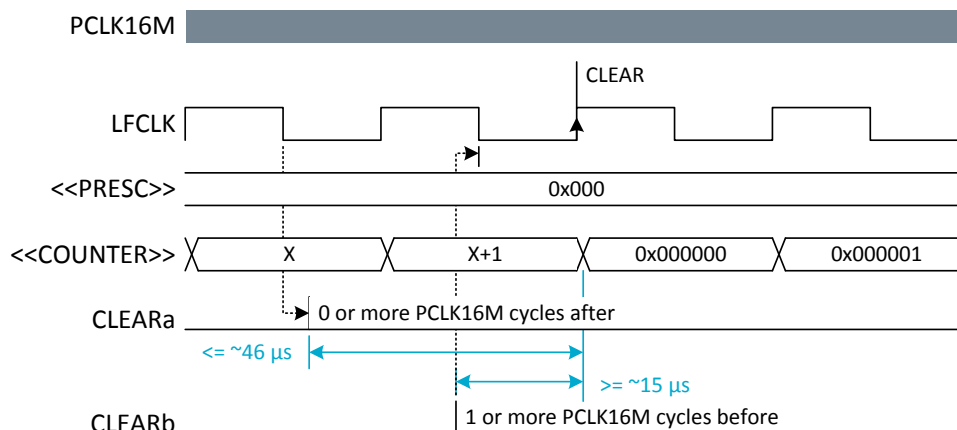 PCLK16M
CLEAR
LFCLK
<<PRESC>>
0x000
<<COUNTER>>
X
X+1
0x000000
0x000001
0 or more PCLK16M cycles after
CLEARa
<= ~46 µs
>= ~15 µs
1 or more PCLK16M cycles before
CLEARb